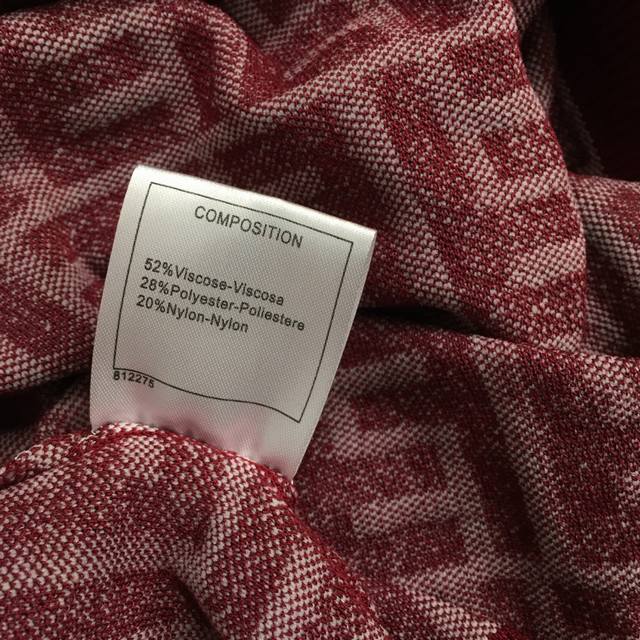 COMPOSITION
52%Viscose-Viscosa
28%Polyester-Poliestere
20%Nylon-Nylon
812275